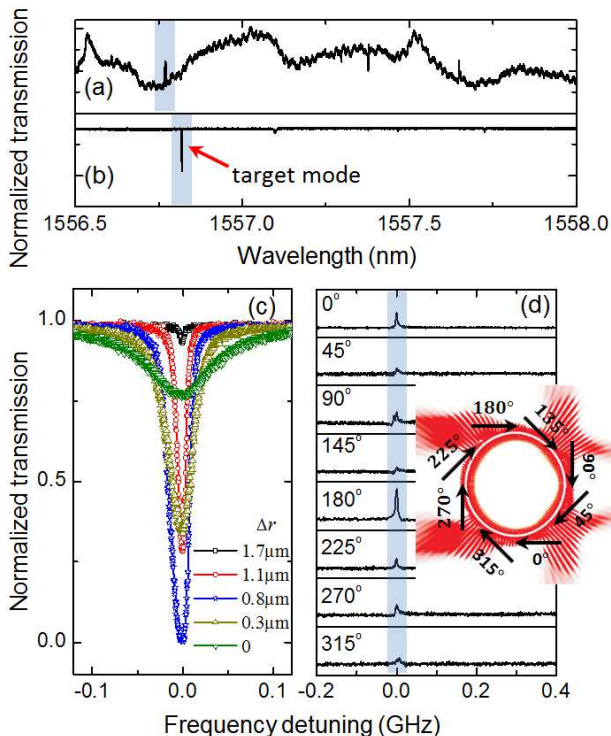 Normalized transmission
(a)
(b)
target mode
1556.5 1557.0 1557.5 1558.0
Wavelength (nm)
Normalized transmission
(c)
1.0
0.5
0.0
Δr
1.7μm
1.1μm
0.8μm
0.3μm
0
-0.1 0.0 0.1
(d)
0°
45°
90°
145°
180°
225°
270°
315°
180°
135°
90°
45°
0°
315°
270°
225°
-0.2 0.0 0.2 0.4
Frequency detuning (GHz)